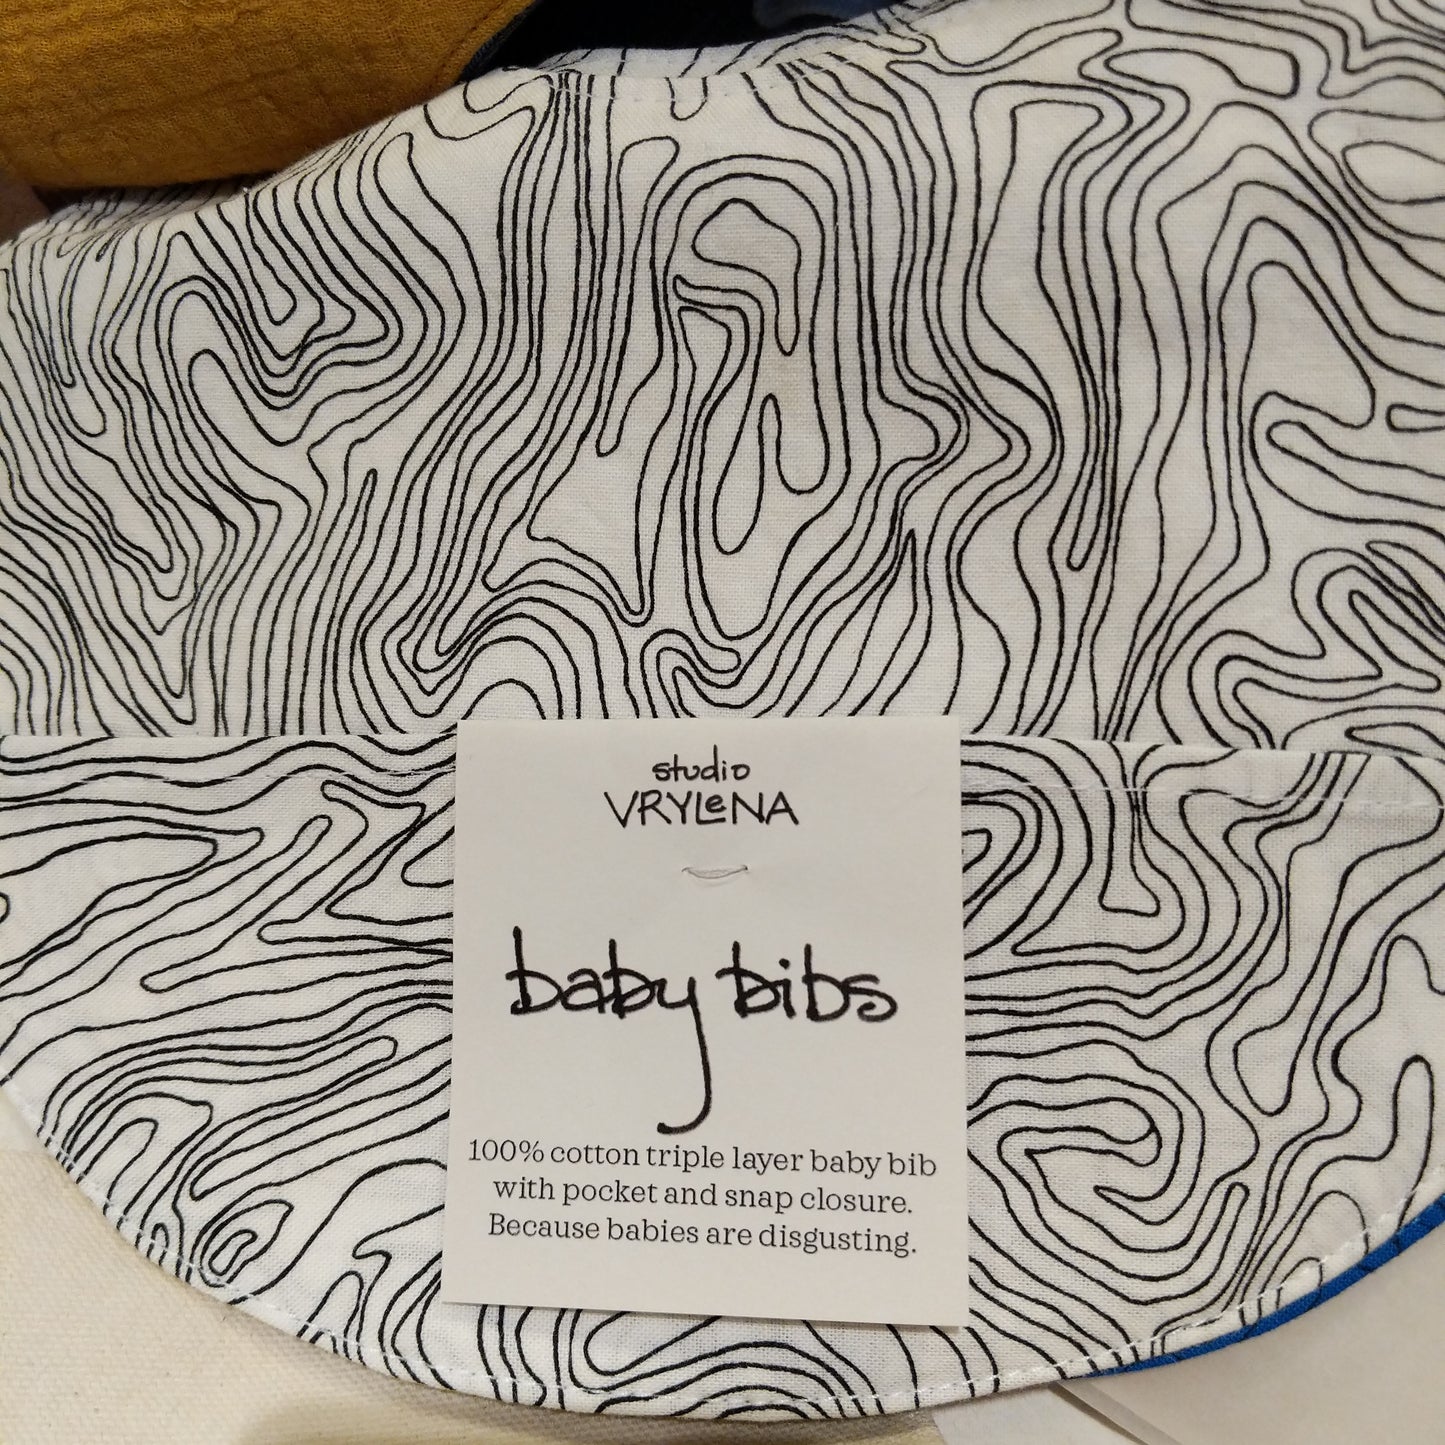 studio
VRYLeNA
baby bibs
100% cotton triple layer baby bib
with pocket and snap closure.
Because babies are disgusting.